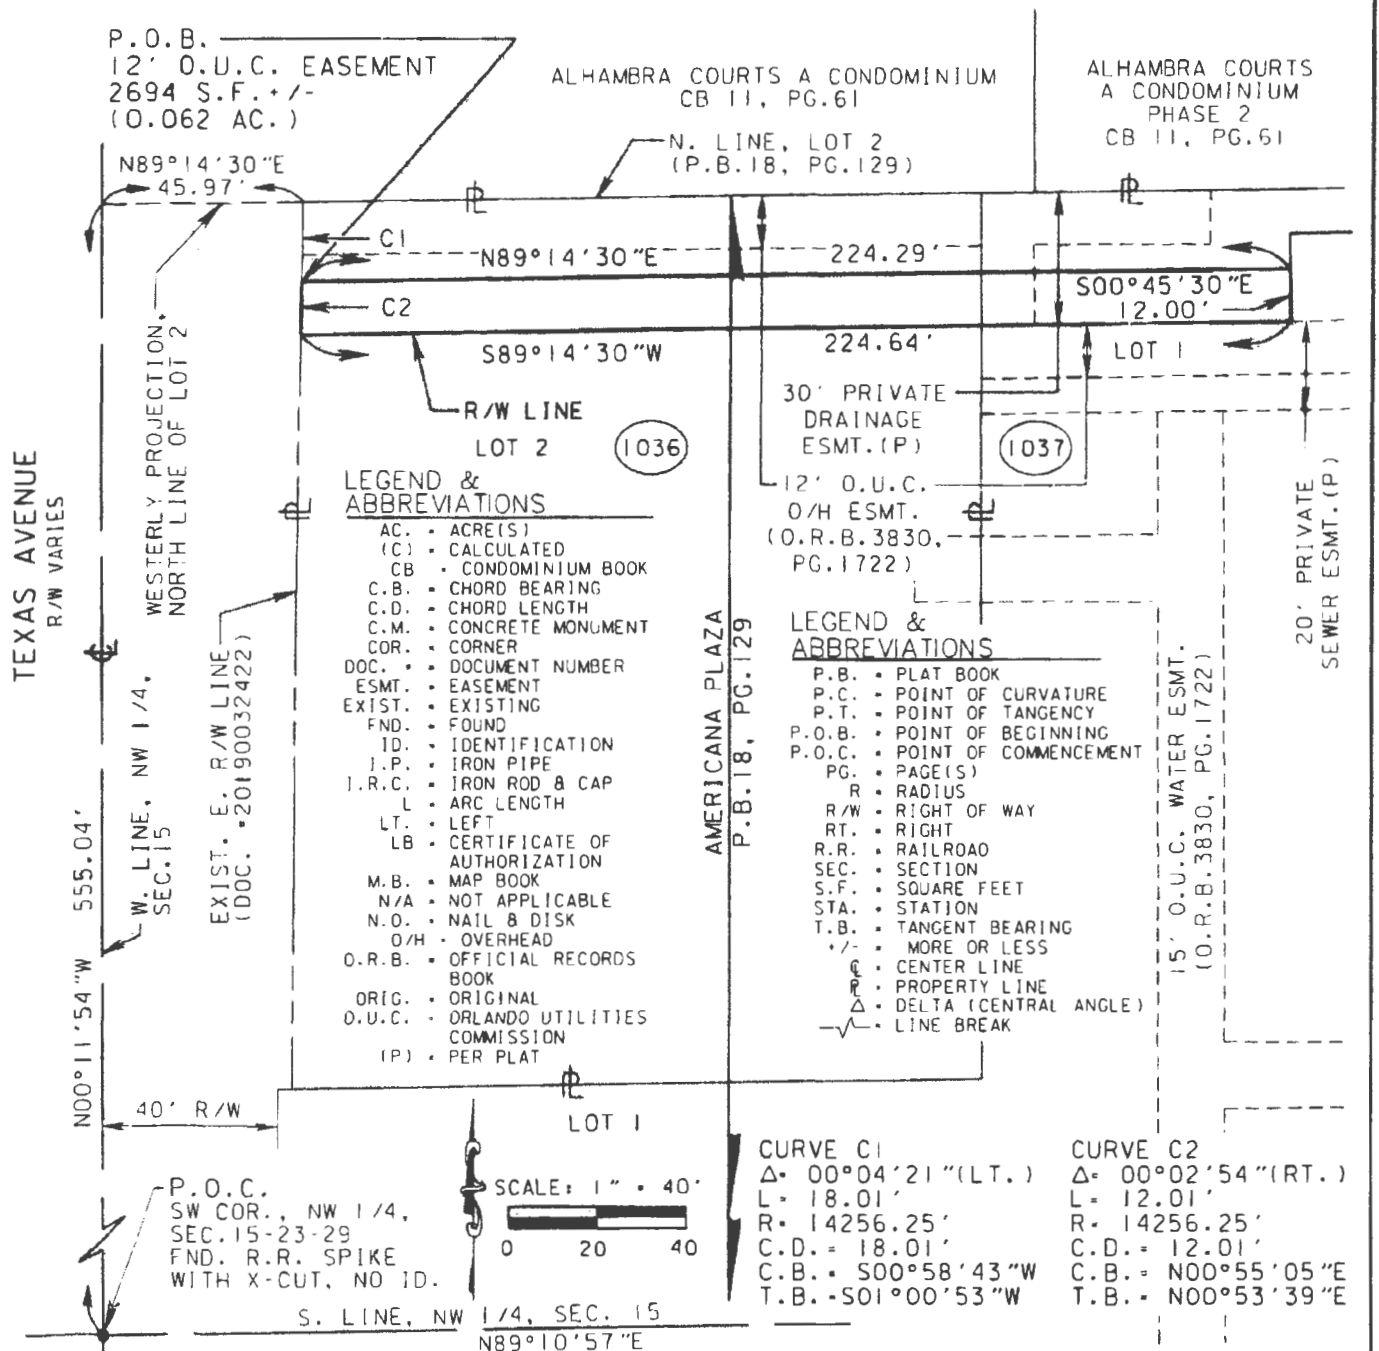 P.O.B.
12' O.U.C. EASEMENT
2694 S.F.+/-
(0.062 AC.)
ALHAMBRA COURTS A CONDOMINIUM
CB 11, PG.61
ALHAMBRA COURTS
A CONDOMINIUM
PHASE 2
CB 11, PG.61
N. LINE, LOT 2
(P.B.18, PG.129)
N89°14'30"E
45.97'
C1
N89°14'30"E
224.29'
C2
S00°45'30"E
12.00'
S89°14'30"W
224.64'
LOT 1
R/W LINE
LOT 2
1036
30' PRIVATE
DRAINAGE
ESMT.(P)
1037
12' O.U.C.
O/H ESMT.
(O.R.B.3830,
PG.1722)
TEXAS AVENUE
R/W VARIES
WESTERLY PROJECTION,
NORTH LINE OF LOT 2
EXIST. E. R/W LINE
(DOC. #20190032422)
W. LINE, NW 1/4,
SEC.15
N00°11'54"W 555.04'
40' R/W
LEGEND &
ABBREVIATIONS
AC. = ACRE(S)
(C) = CALCULATED
CB = CONDOMINIUM BOOK
C.B. = CHORD BEARING
C.D. = CHORD LENGTH
C.M. = CONCRETE MONUMENT
COR. = CORNER
DOC. # = DOCUMENT NUMBER
ESMT. = EASEMENT
EXIST. = EXISTING
FND. = FOUND
ID. = IDENTIFICATION
I.P. = IRON PIPE
I.R.C. = IRON ROD & CAP
L = ARC LENGTH
LT. = LEFT
LB = CERTIFICATE OF
AUTHORIZATION
M.B. = MAP BOOK
N/A = NOT APPLICABLE
N.D. = NAIL & DISK
O/H = OVERHEAD
O.R.B. = OFFICIAL RECORDS
BOOK
ORIG. = ORIGINAL
O.U.C. = ORLANDO UTILITIES
COMMISSION
(P) = PER PLAT
AMERICANA PLAZA
P.B.18, PG.129
LEGEND &
ABBREVIATIONS
P.B. = PLAT BOOK
P.C. = POINT OF CURVATURE
P.T. = POINT OF TANGENCY
P.O.B. = POINT OF BEGINNING
P.O.C. = POINT OF COMMENCEMENT
PG. = PAGE(S)
R = RADIUS
R/W = RIGHT OF WAY
RT. = RIGHT
R.R. = RAILROAD
SEC. = SECTION
S.F. = SQUARE FEET
STA. = STATION
T.B. = TANGENT BEARING
+/- = MORE OR LESS
℄ = CENTER LINE
PL = PROPERTY LINE
Δ = DELTA (CENTRAL ANGLE)
= LINE BREAK
15' O.U.C. WATER ESMT.
(O.R.B.3830, PG.1722)
20' PRIVATE
SEWER ESMT.(P)
LOT 1
P.O.C.
SW COR., NW 1/4,
SEC.15-23-29
FND. R.R. SPIKE
WITH X-CUT, NO ID.
SCALE: 1" = 40'
0 20 40
S. LINE, NW 1/4, SEC. 15
N89°10'57"E
CURVE C1
Δ= 00°04'21"(LT.)
L= 18.01'
R= 14256.25'
C.D.= 18.01'
C.B.= S00°58'43"W
T.B.=S01°00'53"W
CURVE C2
Δ= 00°02'54"(RT.)
L= 12.01'
R= 14256.25'
C.D.= 12.01'
C.B.= N00°55'05"E
T.B.= N00°53'39"E